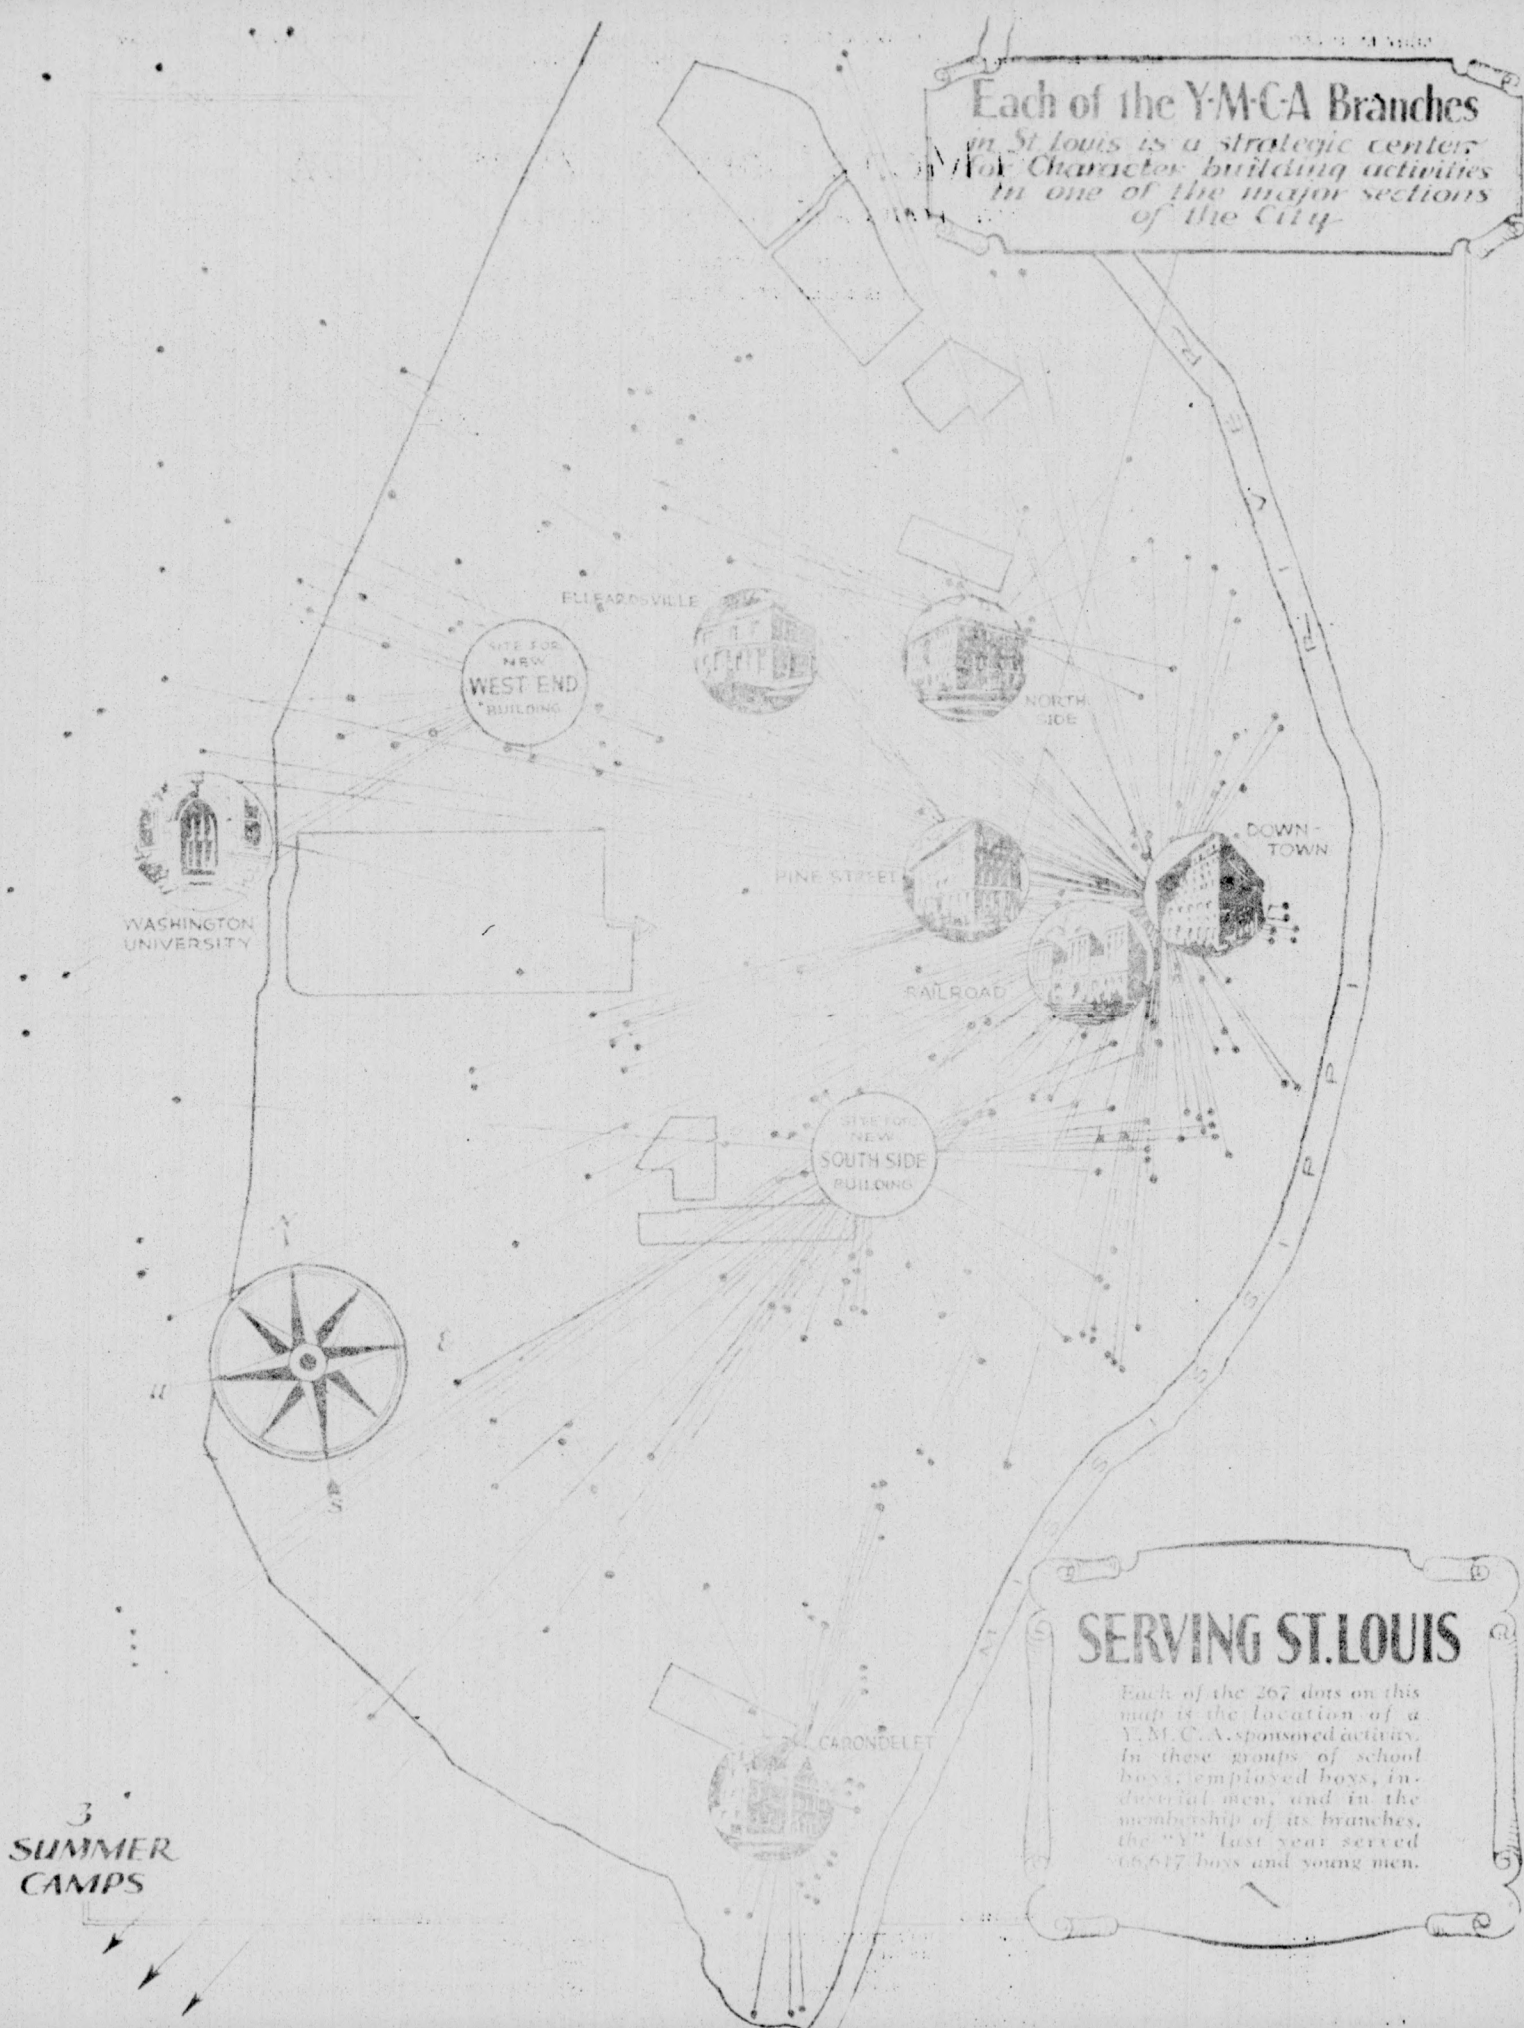 Each of the Y·M·C·A Branches
in St. Louis is a strategic center
for Character building activities
in one of the major sections
of the City
RIVER
ELLEARDSVILLE
SITE FOR
NEW
WEST END
BUILDING
NORTH
SIDE
DOWN-
TOWN
PINE STREET
WASHINGTON
UNIVERSITY
RAILROAD
SITE FOR
NEW
SOUTH SIDE
BUILDING
N
E
S
MISSISSIPPI
SERVING ST. LOUIS
Each of the 267 dots on this
map is the location of a
Y.M.C.A. sponsored activity.
In these groups of school
boys, employed boys, in-
dustrial men, and in the
membership of its branches,
the "Y" last year served
boys and young men.
CARONDELET
3
SUMMER
CAMPS